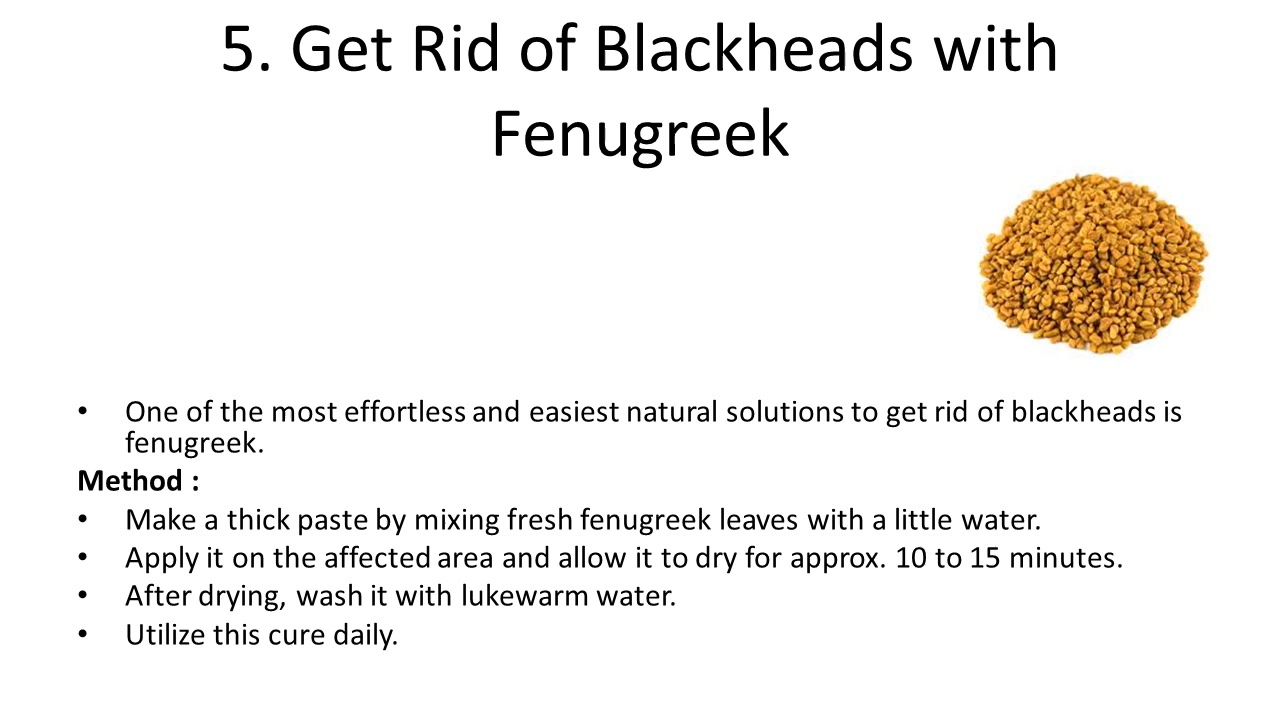 5. Get Rid of Blackheads with
Fenugreek
• One of the most effortless and easiest natural solutions to get rid of blackheads is
fenugreek.
Method :
• Make a thick paste by mixing fresh fenugreek leaves with a little water.
• Apply it on the affected area and allow it to dry for approx. 10 to 15 minutes.
• After drying, wash it with lukewarm water.
• Utilize this cure daily.